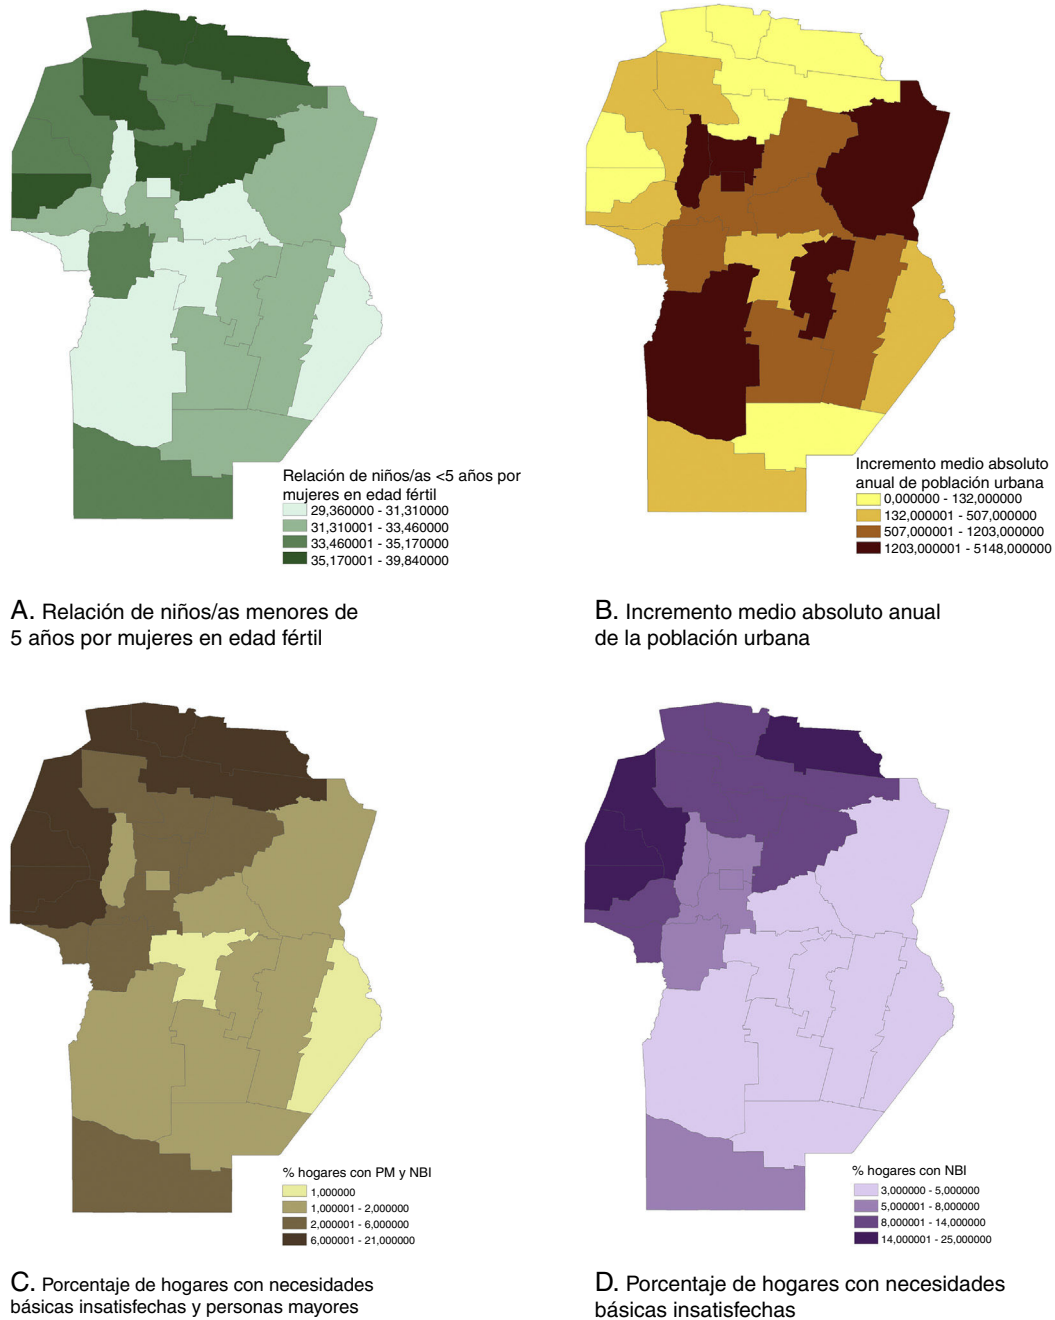 Relación de niños/as <5 años por
mujeres en edad fértil
29,360000 - 31,310000
31,310001 - 33,460000
33,460001 - 35,170000
35,170001 - 39,840000
A. Relación de niños/as menores de
5 años por mujeres en edad fértil
Incremento medio absoluto
anual de población urbana
0,000000 - 132,000000
132,000001 - 507,000000
507,000001 - 1203,000000
1203,000001 - 5148,000000
B. Incremento medio absoluto anual
de la población urbana
% hogares con PM y NBI
1,000000
1,000001 - 2,000000
2,000001 - 6,000000
6,000001 - 21,000000
C. Porcentaje de hogares con necesidades
básicas insatisfechas y personas mayores
% hogares con NBI
3,000000 - 5,000000
5,000001 - 8,000000
8,000001 - 14,000000
14,000001 - 25,000000
D. Porcentaje de hogares con necesidades
básicas insatisfechas